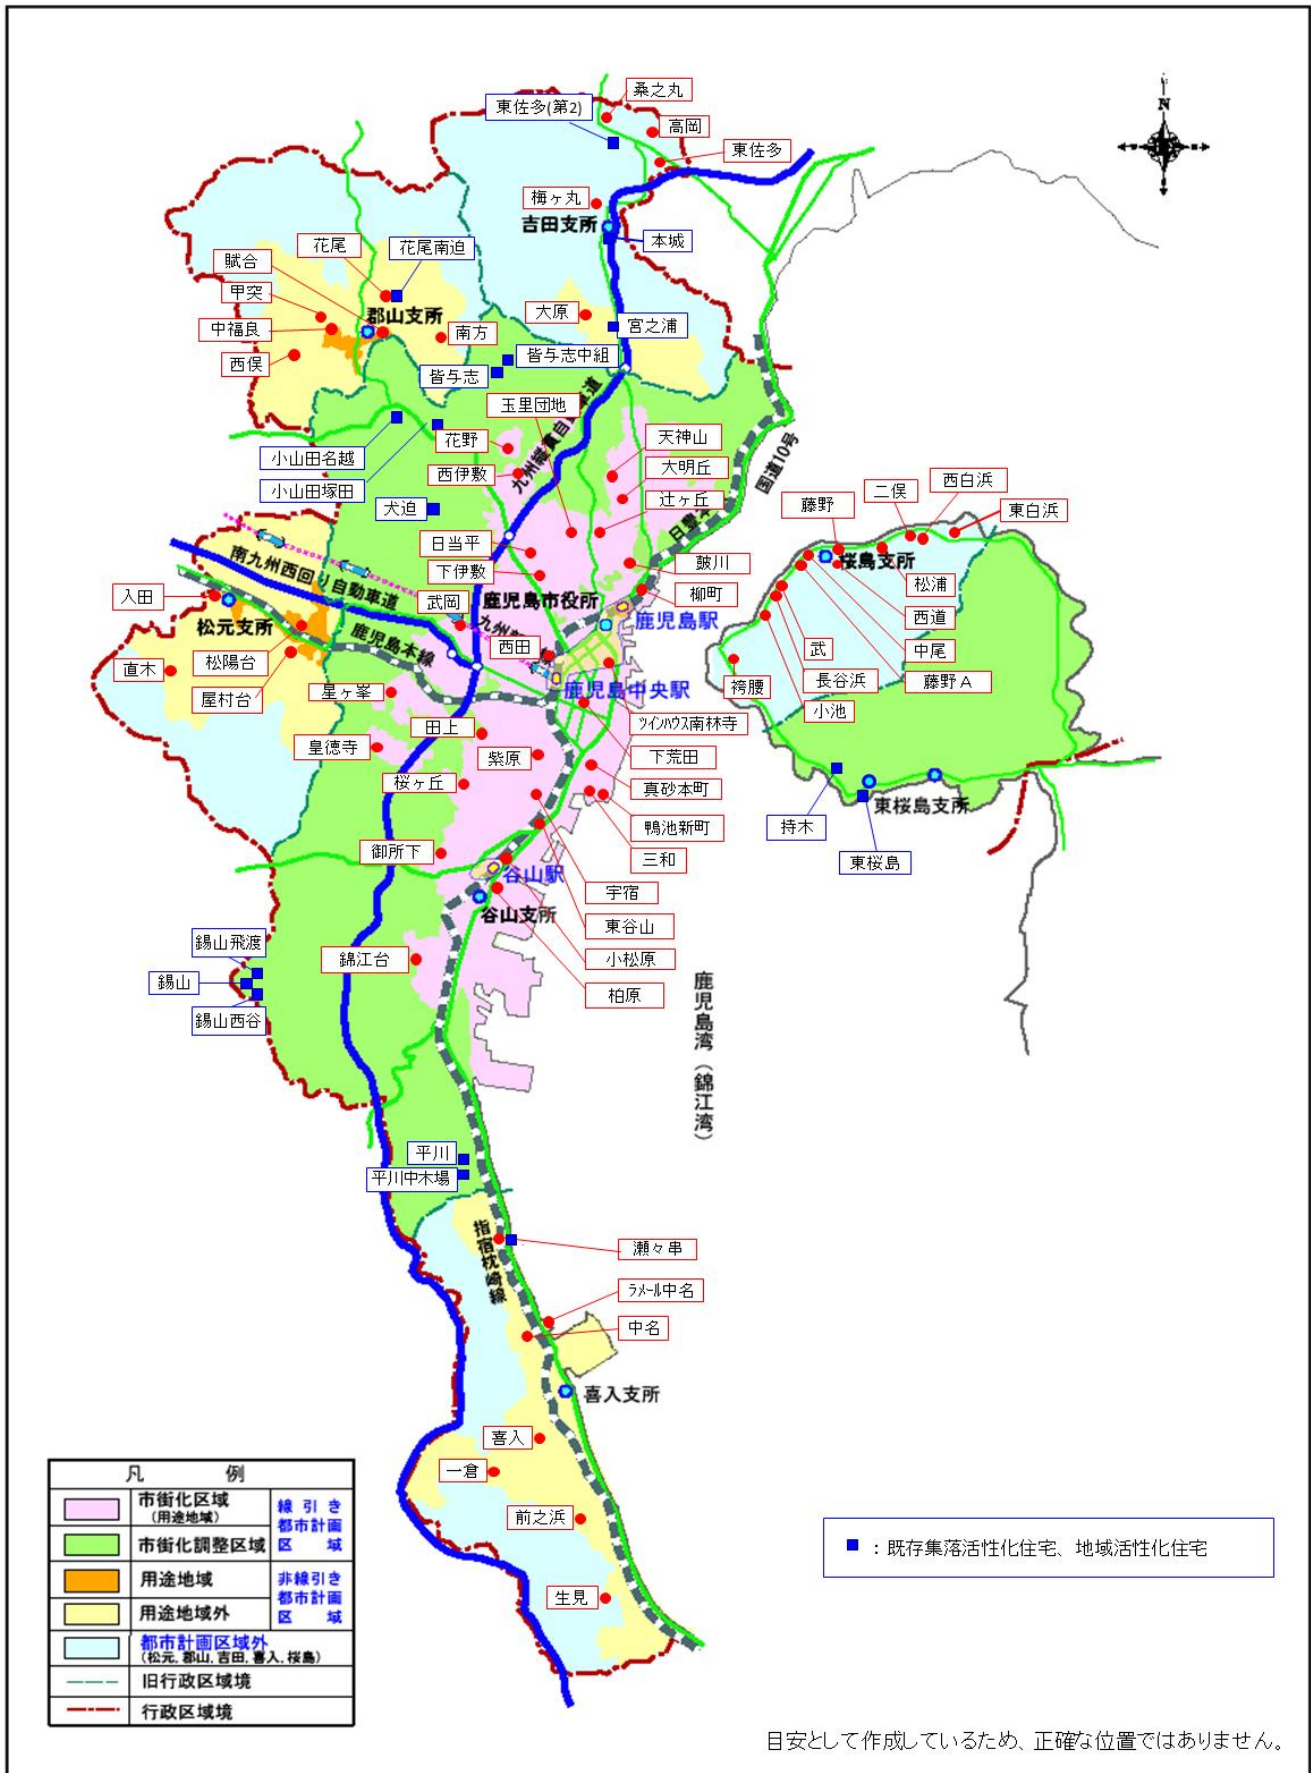 N
桑之丸
東佐多(第2)
高岡
東佐多
梅ヶ丸
吉田支所
本城
花尾
花尾南迫
賦合
甲突
郡山支所
中福良
南方
西俣
大原
宮之浦
皆与志中組
皆与志
九州縦貫自動車道
玉里団地
花野
西伊敷
天神山
大明丘
辻ヶ丘
国道10号
小山田名越
小山田塚田
犬迫
日当平
下伊敷
日豊本
皷川
柳町
南九州西回り自動車道
入田
松元支所
武岡
鹿児島市役所
鹿児島駅
九州新
鹿児島本線
西田
松陽台
直木
屋村台
鹿児島中央駅
星ヶ峯
ツインハウス南林寺
田上
下荒田
皇徳寺
紫原
真砂本町
桜ヶ丘
鴨池新町
三和
御所下
谷山駅
宇宿
谷山支所
東谷山
小松原
柏原
錫山飛渡
錫山
錫山西谷
錦江台
鹿児島湾(錦江湾)
藤野
二俣
西白浜
東白浜
桜島支所
松浦
西道
武
中尾
長谷浜
藤野A
袴腰
小池
持木
東桜島支所
東桜島
平川
平川中木場
指宿枕崎線
瀬々串
ラメール中名
中名
喜入支所
喜入
一倉
前之浜
生見
凡 例
市街化区域
(用途地域)
線引き
都市計画
区 域
市街化調整区域
用途地域
非線引き
都市計画
区 域
用途地域外
都市計画区域外
(松元,郡山,吉田,喜入,桜島)
旧行政区域境
行政区域境
:既存集落活性化住宅、地域活性化住宅
目安として作成しているため、正確な位置ではありません。